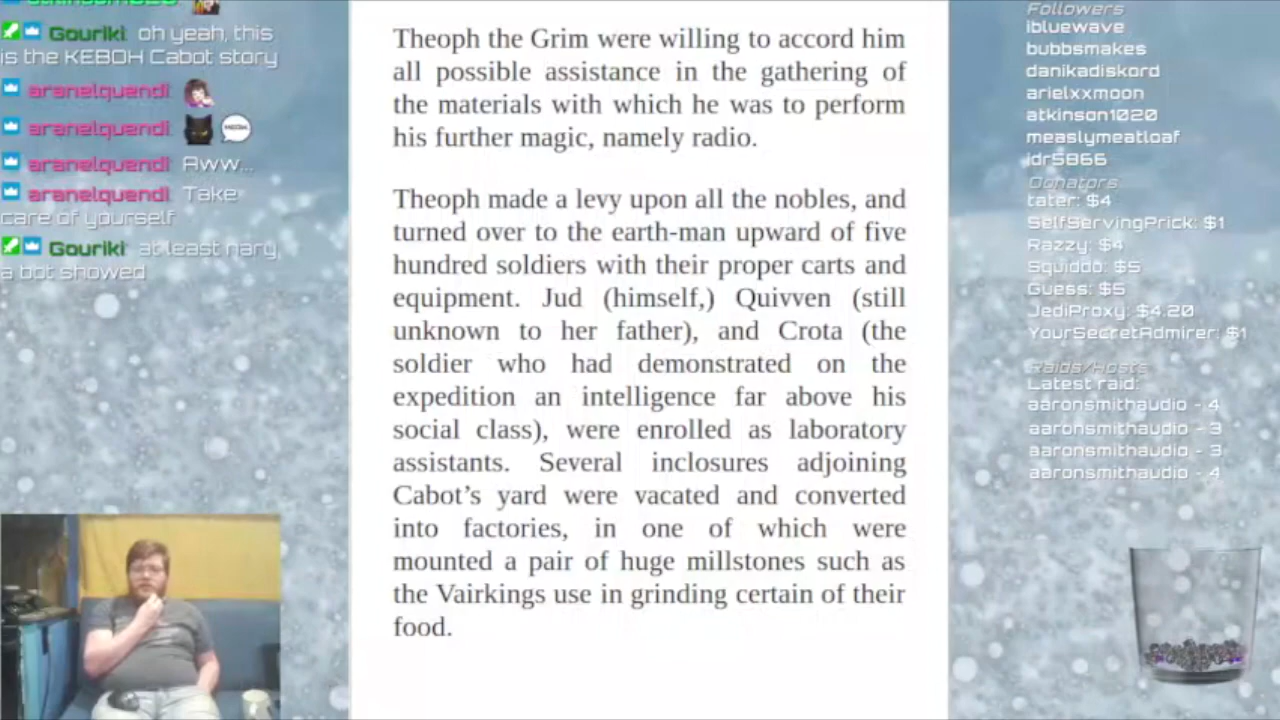 Gouriki: oh yeah, this
is the KEBOH Cabot story
aranelquendi:
aranelquendi:
aranelquendi: Aww...
aranelquendi: Take
care of yourself
Gouriki: at least nary
a bot showed
Theoph the Grim were willing to accord him
all possible assistance in the gathering of
the materials with which he was to perform
his further magic, namely radio.
Theoph made a levy upon all the nobles, and
turned over to the earth-man upward of five
hundred soldiers with their proper carts and
equipment. Jud (himself,) Quivven (still
unknown to her father), and Crota (the
soldier who had demonstrated on the
expedition an intelligence far above his
social class), were enrolled as laboratory
assistants. Several inclosures adjoining
Cabot's yard were vacated and converted
into factories, in one of which were
mounted a pair of huge millstones such as
the Vairkings use in grinding certain of their
food.
Followers
ibluewave
bubbsmakes
danikadiskord
arielxxmoon
atkinson1020
measlymeatloaf
idr5866
Donators
tater: $4
SelfServingPrick: $1
Razzy: $4
Squiddo: $5
Guess: $5
JediProxy: $4.20
YourSecretAdmirer: $1
Raids/Hosts
Latest raid:
aaronsmithaudio - 4
aaronsmithaudio - 3
aaronsmithaudio - 3
aaronsmithaudio - 4